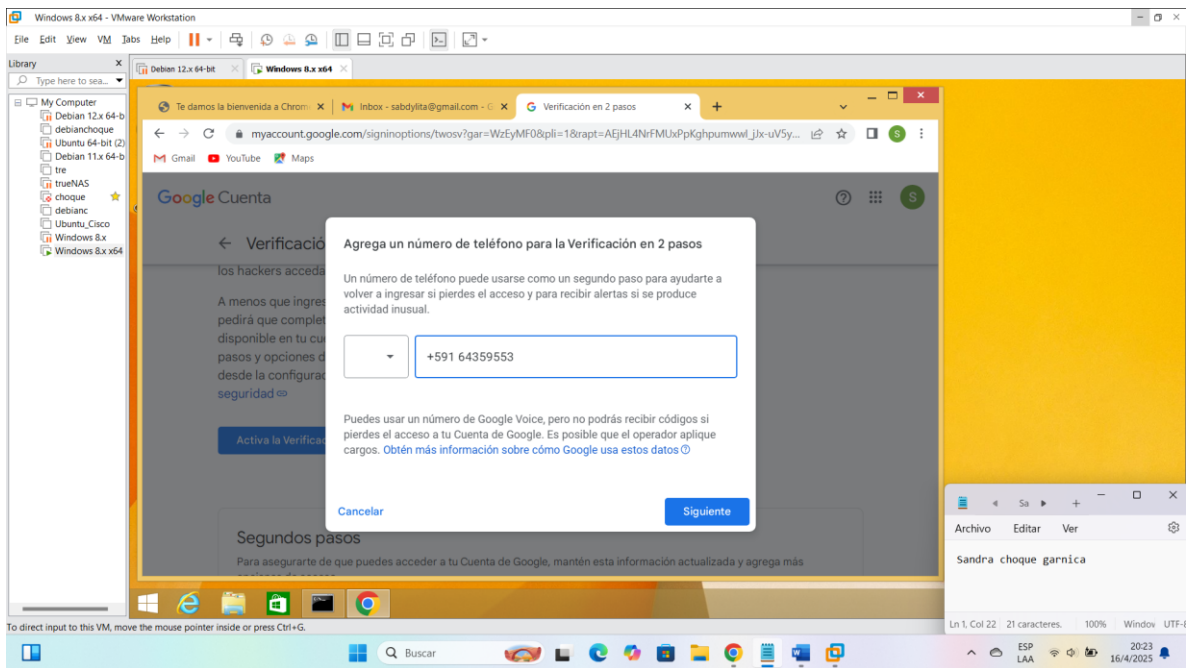 Windows 8.x x64 - VMware Workstation
File Edit View VM Tabs Help
Library x
Type here to sea...
My Computer
Debian 12.x 64-b
debianchoque
Ubuntu 64-bit (2)
Debian 11.x 64-b
tre
trueNAS
choque
debianc
Ubuntu_Cisco
Windows 8.x
Windows 8.x x64
Debian 12.x 64-bit
Windows 8.x x64
Te damos la bienvenida a Chrom
Inbox - sabdylita@gmail.com - G
Verificación en 2 pasos
myaccount.google.com/signinoptions/twosv?gar=WzEyMF0&pli=1&rapt=AEjHL4NrFMUxPpKghpumwwl_jJx-uV5y...
S
Gmail YouTube Maps
Google Cuenta
S
Verificació
los hackers acceda
A menos que ingres
pedirá que complet
disponible en tu cu
pasos y opciones d
desde la configurac
seguridad
Activa la Verificac
Agrega un número de teléfono para la Verificación en 2 pasos
Un número de teléfono puede usarse como un segundo paso para ayudarte a
volver a ingresar si pierdes el acceso y para recibir alertas si se produce
actividad inusual.
+591 64359553
Puedes usar un número de Google Voice, pero no podrás recibir códigos si
pierdes el acceso a tu Cuenta de Google. Es posible que el operador aplique
cargos. Obtén más información sobre cómo Google usa estos datos
Cancelar
Siguiente
Segundos pasos
Para asegurarte de que puedes acceder a tu Cuenta de Google, mantén esta información actualizada y agrega más
opciones de acceso
Sa
Archivo Editar Ver
Sandra choque garnica
Ln 1, Col 22 21 caracteres. 100% Window UTF-8
To direct input to this VM, move the mouse pointer inside or press Ctrl+G.
Buscar
ESP
LAA
20:23
16/4/2025